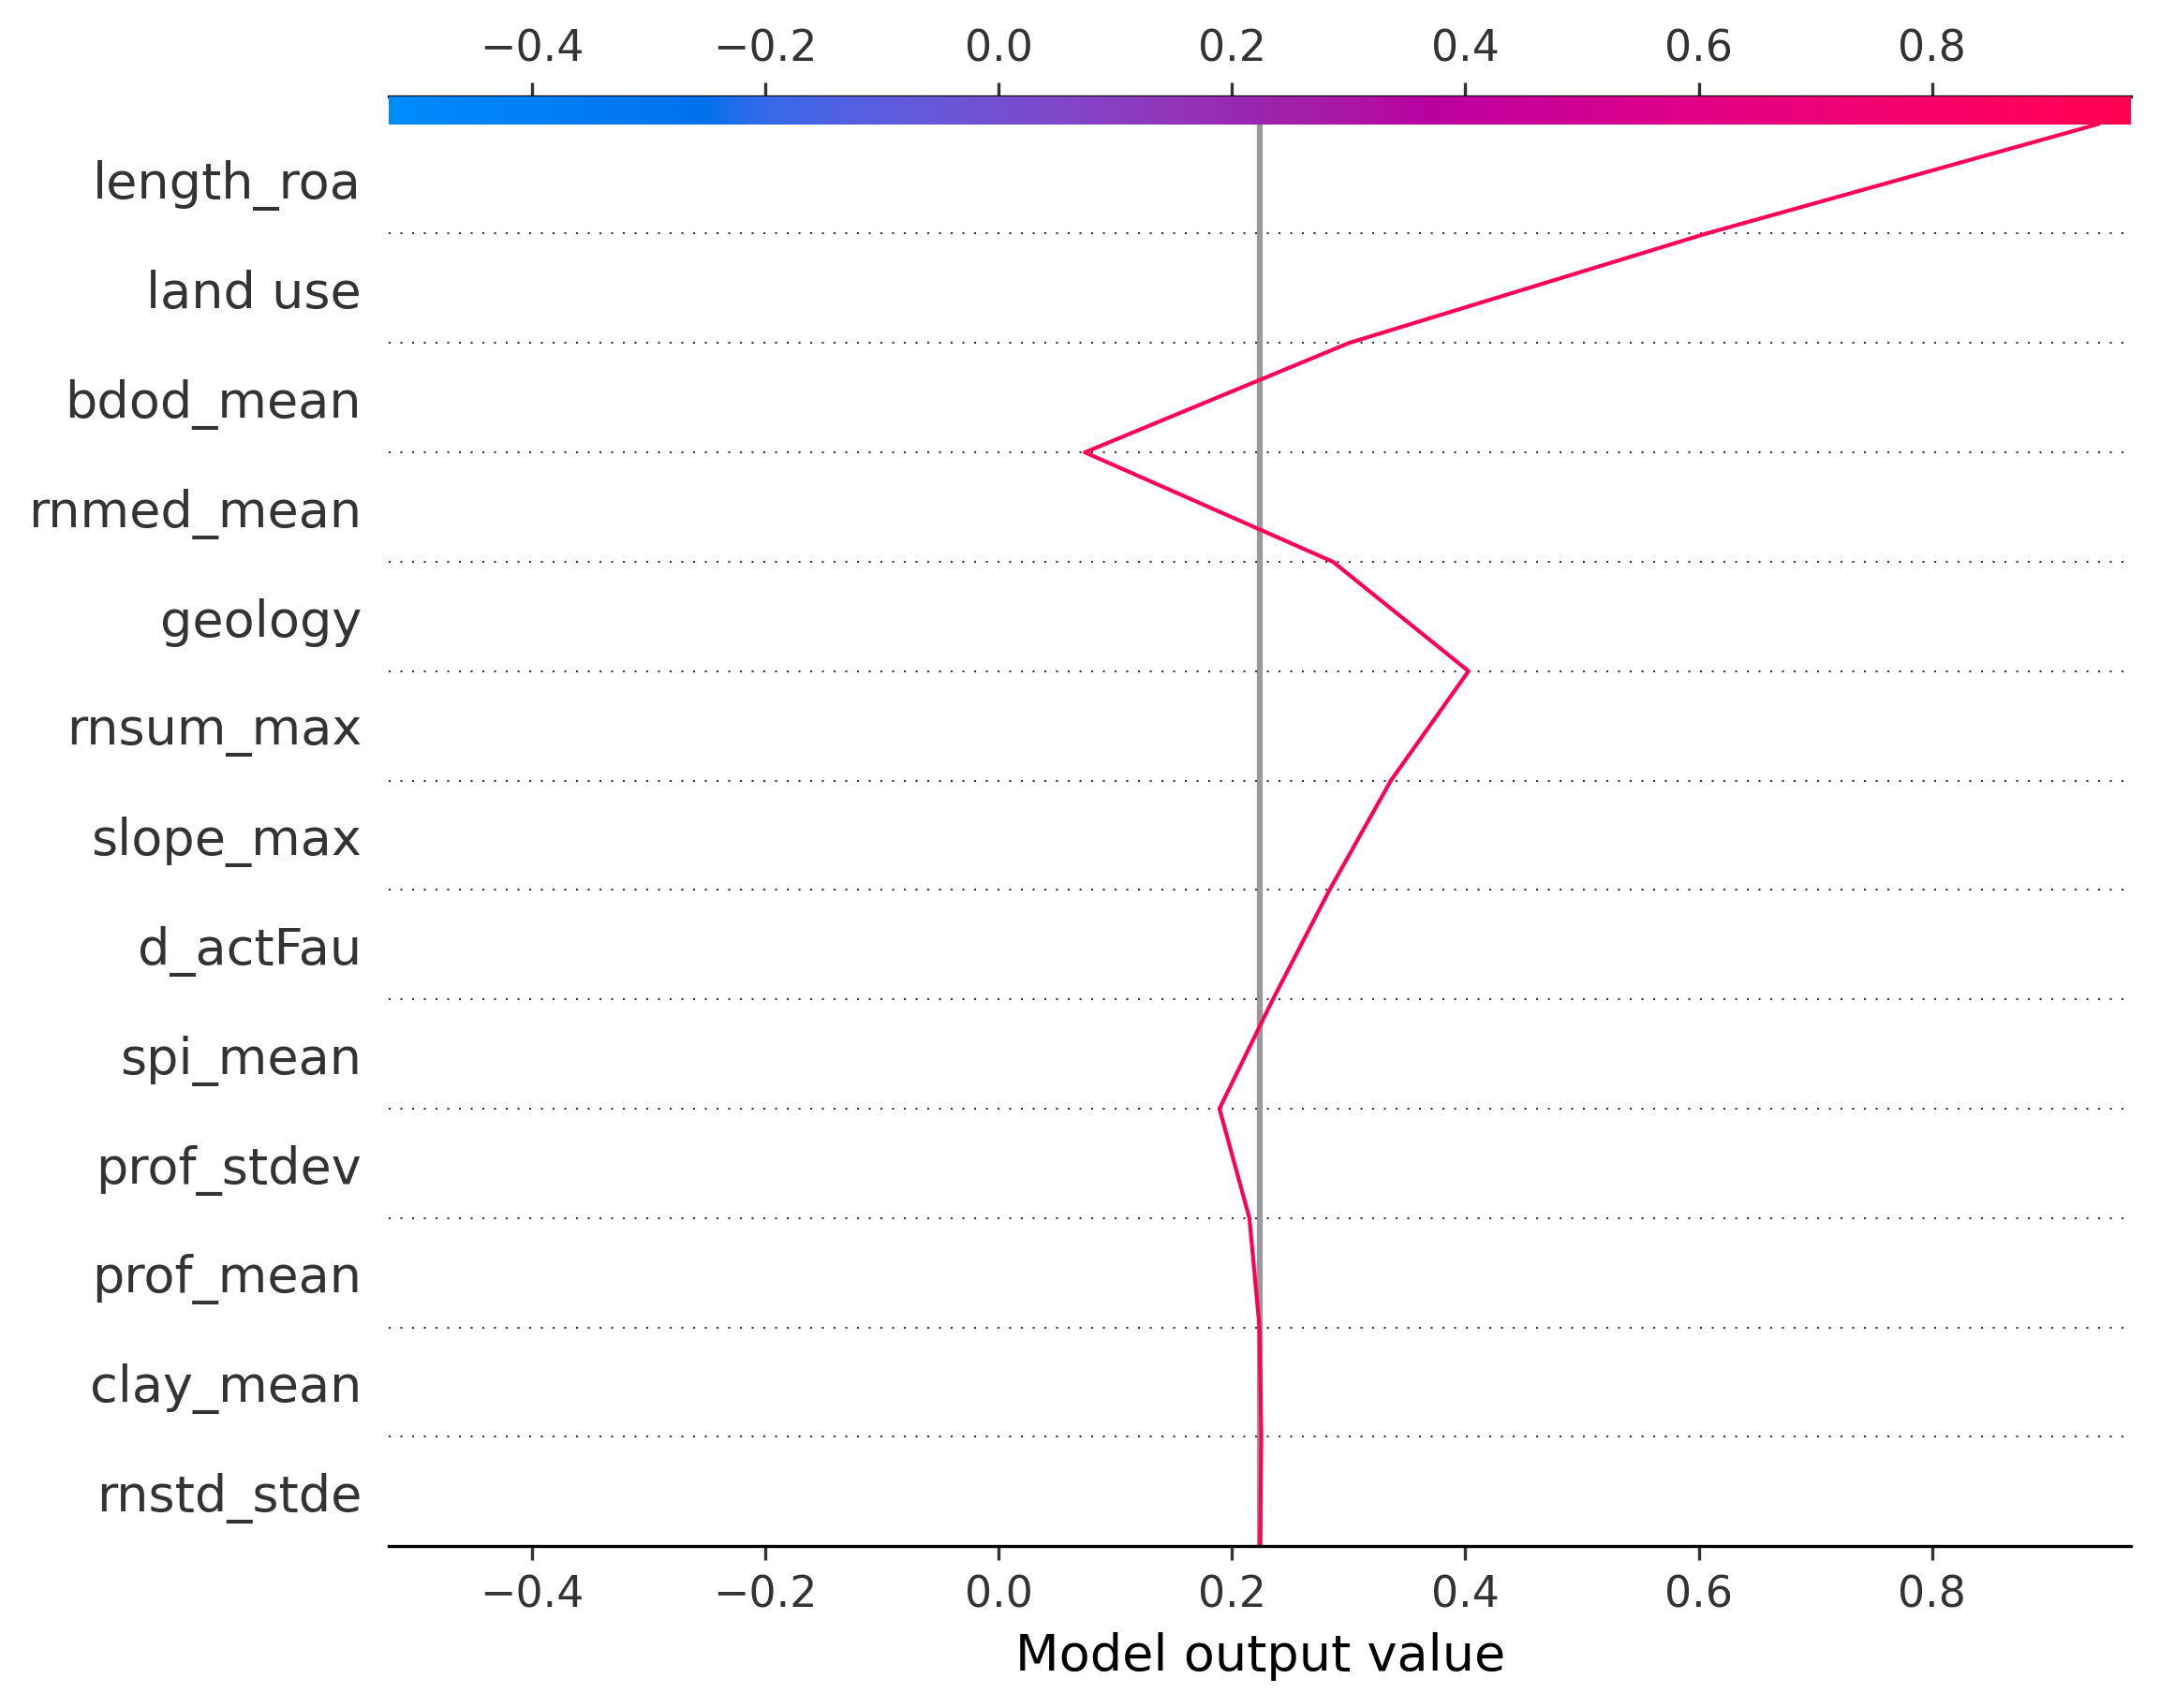 −0.4 −0.2 0.0 0.2 0.4 0.6 0.8
length_roa
land use
bdod_mean
rnmed_mean
geology
rnsum_max
slope_max
d_actFau
spi_mean
prof_stdev
prof_mean
clay_mean
rnstd_stde
−0.4 −0.2 0.0 0.2 0.4 0.6 0.8
Model output value